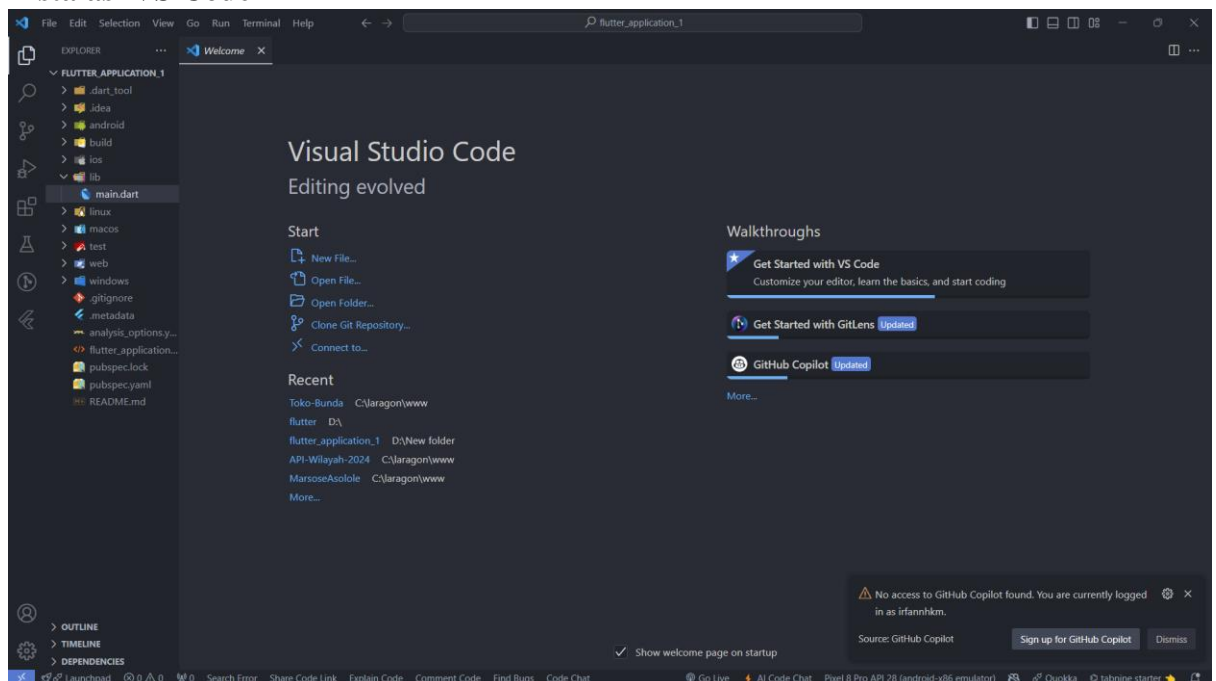 File Edit Selection View Go Run Terminal Help
flutter_application_1
EXPLORER
Welcome
FLUTTER_APPLICATION_1
.dart_tool
.idea
android
build
ios
lib
main.dart
linux
macos
test
web
windows
.gitignore
.metadata
analysis_options.y...
flutter_application...
pubspec.lock
pubspec.yaml
README.md
OUTLINE
TIMELINE
DEPENDENCIES
Visual Studio Code
Editing evolved
Start
New File...
Open File...
Open Folder...
Clone Git Repository...
Connect to...
Recent
Toko-Bunda C:\laragon\www
flutter D:\
flutter_application_1 D:\New folder
API-Wilayah-2024 C:\laragon\www
MarsoseAsolole C:\laragon\www
More...
Walkthroughs
Get Started with VS Code
Customize your editor, learn the basics, and start coding
Get Started with GitLens Updated
GitHub Copilot Updated
More...
Show welcome page on startup
No access to GitHub Copilot found. You are currently logged
in as irfannhkm.
Source: GitHub Copilot
Sign up for GitHub Copilot
Dismiss
Launchpad 0 0 0 Search Error Share Code Link Explain Code Comment Code Find Bugs Code Chat Go Live AI Code Chat Pixel 8 Pro API 28 (android-x86 emulator) Quokka tabnine starter